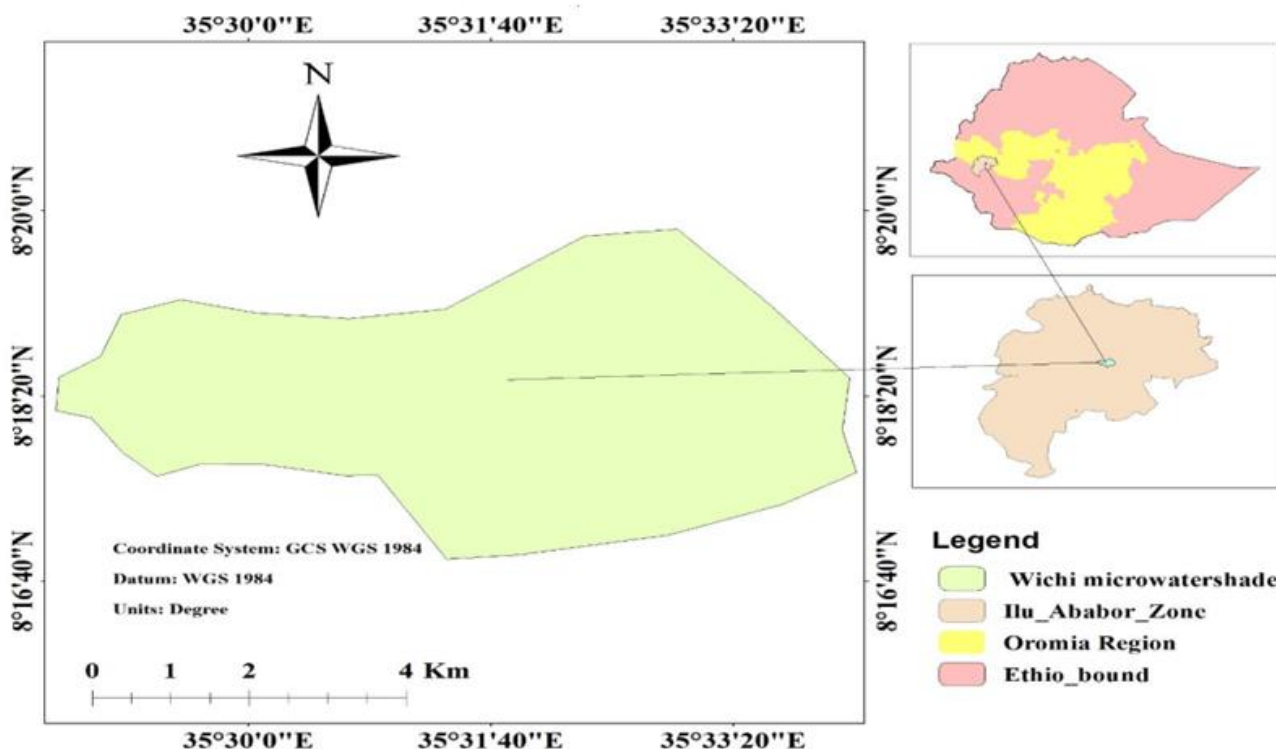 35°30'0"E 35°31'40"E 35°33'20"E
N
8°20'0"N
8°20'0"N
8°18'20"N
8°18'20"N
8°16'40"N
8°16'40"N
Coordinate System: GCS WGS 1984
Datum: WGS 1984
Units: Degree
0 1 2 4 Km
35°30'0"E 35°31'40"E 35°33'20"E
Legend
Wichi microwatershade
Ilu_Ababor_Zone
Oromia Region
Ethio_bound